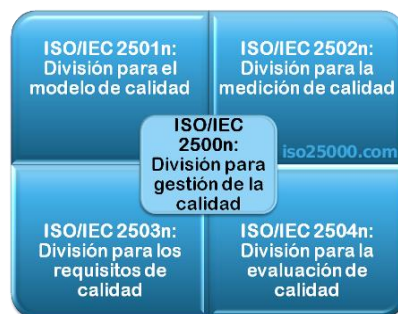 ISO/IEC 2501n:
División para el
modelo de calidad
ISO/IEC 2502n:
División para la
medición de calidad
ISO/IEC
2500n:
División para
gestión de la
calidad
iso25000.com
ISO/IEC 2503n:
División para los
requisitos de
calidad
ISO/IEC 2504n:
División para la
evaluación de
calidad